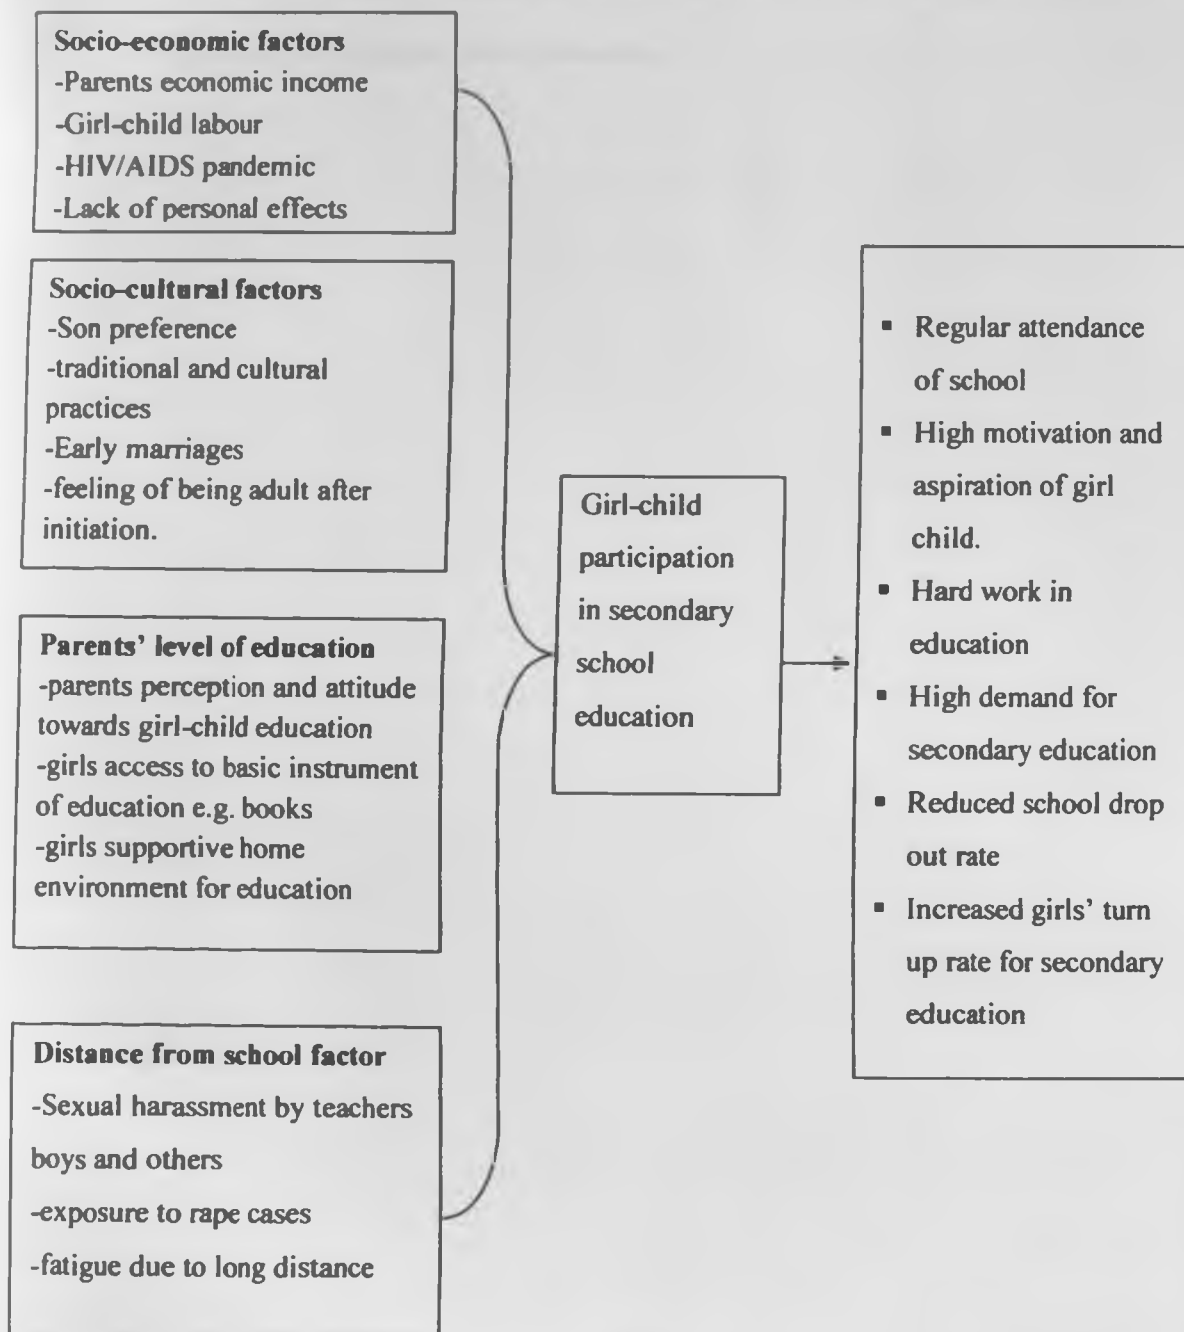 Socio-economic factors
-Parents economic income
-Girl-child labour
-HIV/AIDS pandemic
-Lack of personal effects
Socio-cultural factors
-Son preference
-traditional and cultural
practices
-Early marriages
-feeling of being adult after
initiation.
Parents' level of education
-parents perception and attitude
towards girl-child education
-girls access to basic instrument
of education e.g. books
-girls supportive home
environment for education
Distance from school factor
-Sexual harassment by teachers
boys and others
-exposure to rape cases
-fatigue due to long distance
Girl-child
participation
in secondary
school
education
▪ Regular attendance
of school
▪ High motivation and
aspiration of girl
child.
▪ Hard work in
education
▪ High demand for
secondary education
▪ Reduced school drop
out rate
▪ Increased girls' turn
up rate for secondary
education